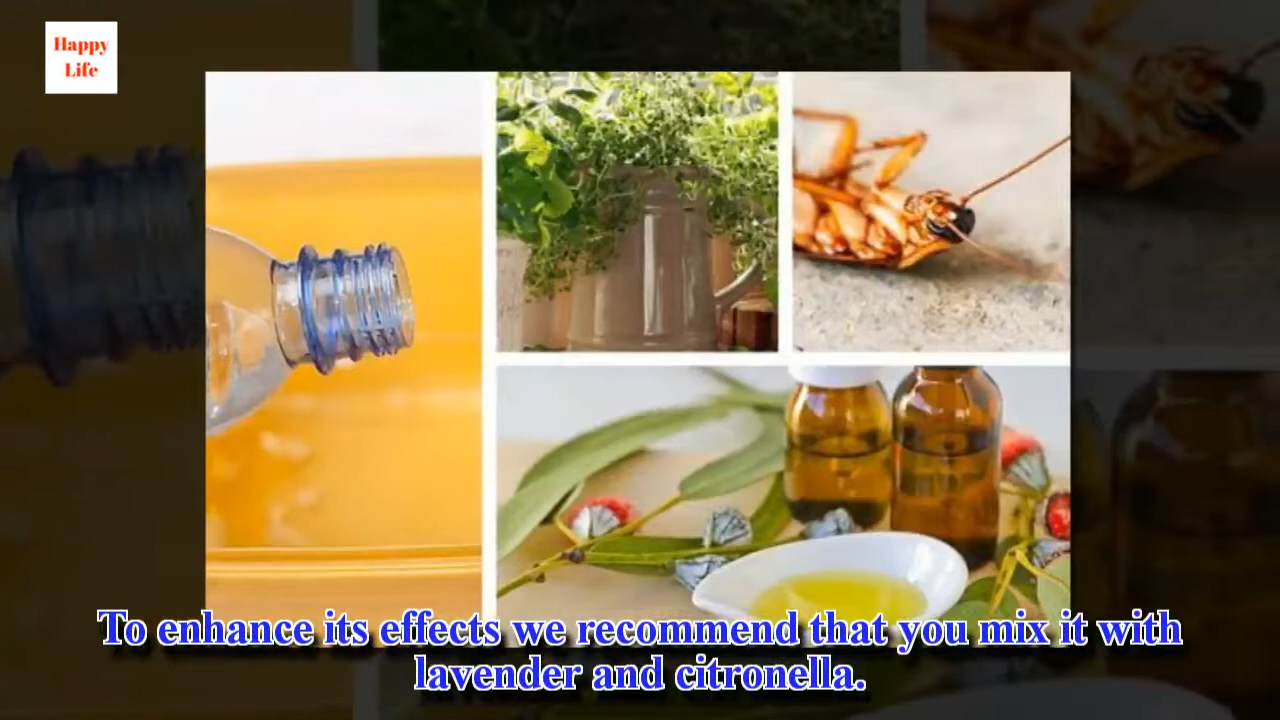 Happy
Life
To enhance its effects we recommend that you mix it with
lavender and citronella.